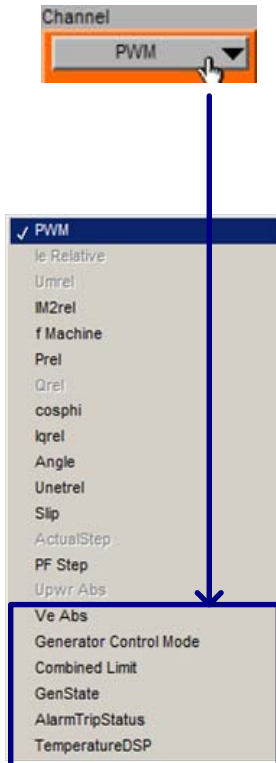 Channel
PWM
✓ PWM
Ie Relative
Umrel
IM2rel
f Machine
Prel
Qrel
cosphi
Iqrel
Angle
Unetrel
Slip
ActualStep
PF Step
Upwr Abs
Ve Abs
Generator Control Mode
Combined Limit
GenState
AlarmTripStatus
TemperatureDSP